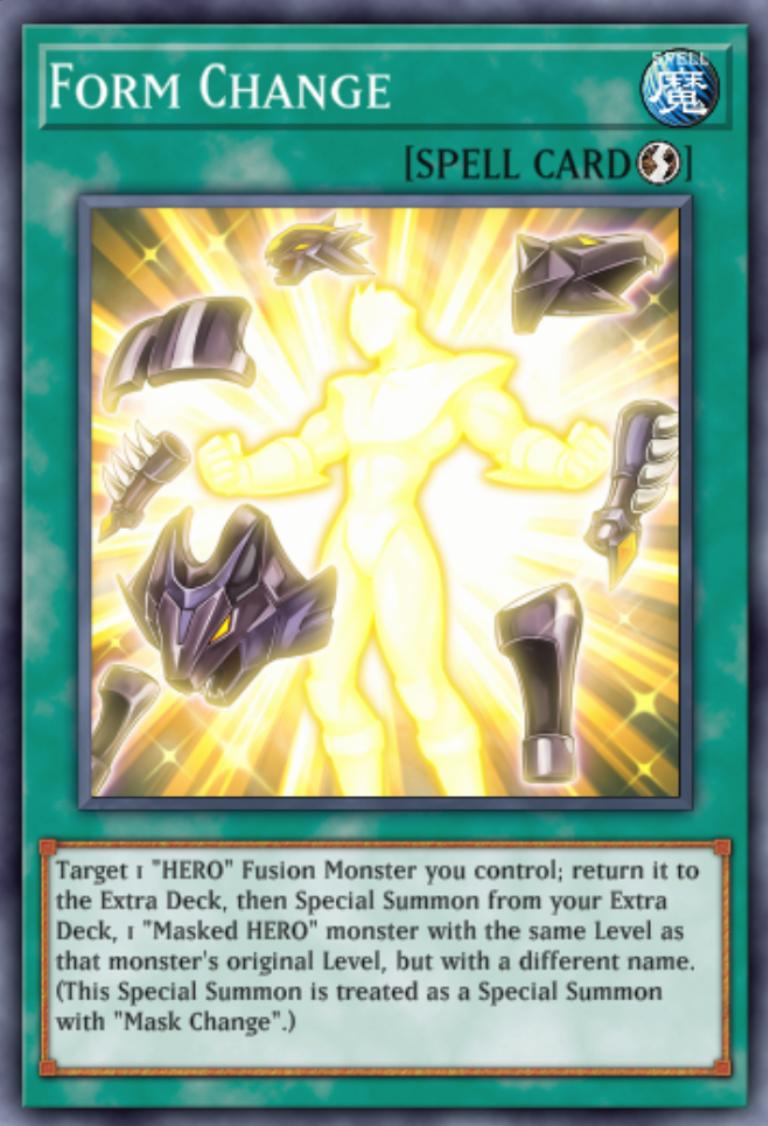 FORM CHANGE
SPELL
魔
[SPELL CARD]
Target 1 "HERO" Fusion Monster you control; return it to
the Extra Deck, then Special Summon from your Extra
Deck, 1 "Masked HERO" monster with the same Level as
that monster's original Level, but with a different name.
(This Special Summon is treated as a Special Summon
with "Mask Change".)